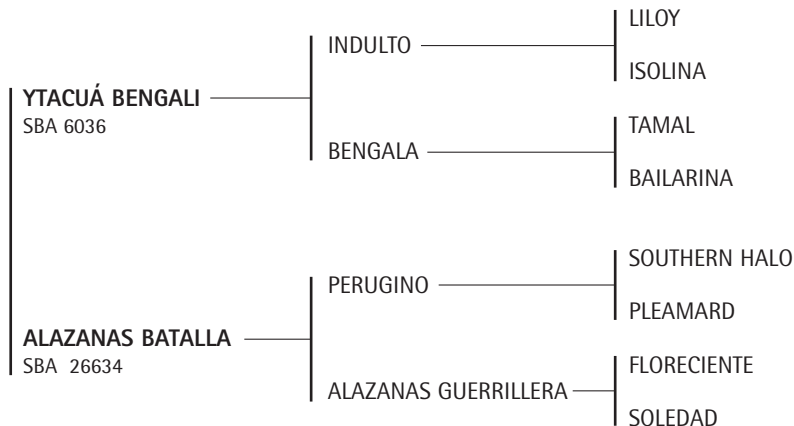 LILOY
INDULTO
ISOLINA
YTACUÁ BENGALI
SBA 6036
TAMAL
BENGALA
BAILARINA
SOUTHERN HALO
PERUGINO
PLEAMARD
ALAZANAS BATALLA
SBA 26634
FLORECIENTE
ALAZANAS GUERRILLERA
SOLEDAD